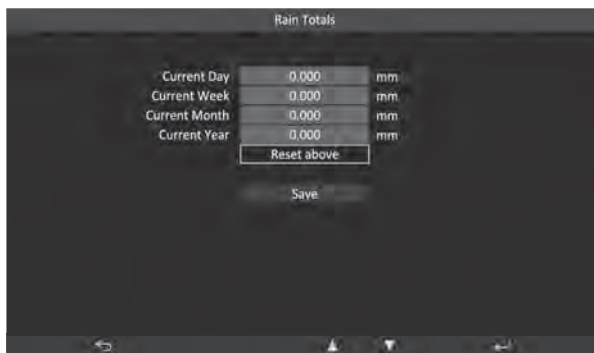 Rain Totals
Current Day 0.000 mm
Current Week 0.000 mm
Current Month 0.000 mm
Current Year 0.000 mm
Reset above
Save